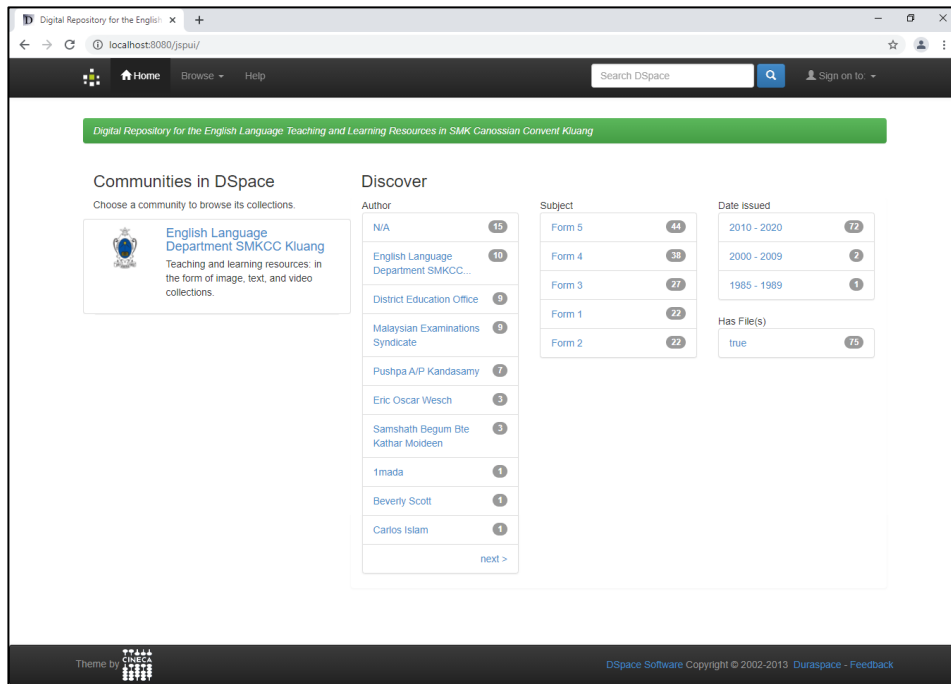 Digital Repository for the English
localhost:8080/jspui/
Home
Browse
Help
Search DSpace
Sign on to:
Digital Repository for the English Language Teaching and Learning Resources in SMK Canossian Convent Kluang
Communities in DSpace
Choose a community to browse its collections.
English Language
Department SMKCC Kluang
Teaching and learning resources: in
the form of image, text, and video
collections.
Discover
Author
N/A 15
English Language
Department SMKCC... 10
District Education Office 9
Malaysian Examinations
Syndicate 9
Pushpa A/P Kandasamy 7
Eric Oscar Wesch 3
Samshath Begum Bte
Kathar Moideen 3
1mada 1
Beverly Scott 1
Carlos Islam 1
next >
Subject
Form 5 44
Form 4 38
Form 3 27
Form 1 22
Form 2 22
Date issued
2010 - 2020 72
2000 - 2009 2
1985 - 1989 1
Has File(s)
true 75
Theme by CINECA
DSpace Software Copyright © 2002-2013 Duraspace - Feedback